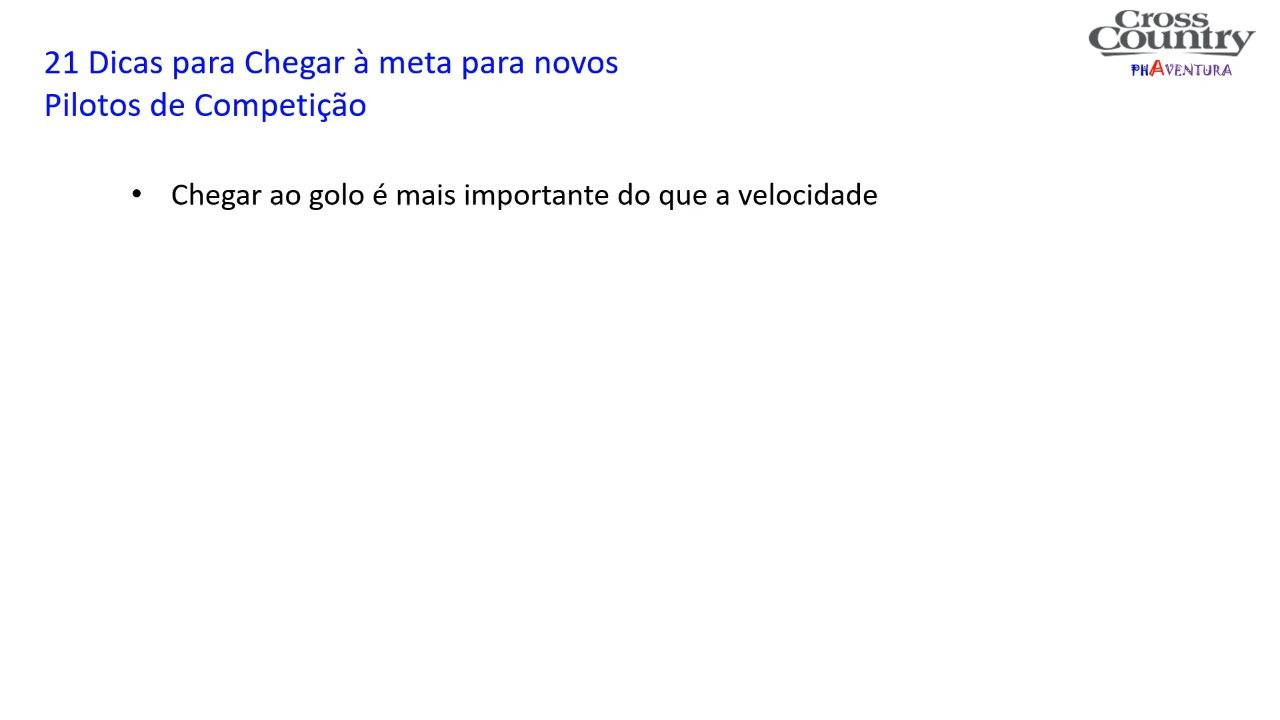 Cross
Country
PHAVENTURA
21 Dicas para Chegar à meta para novos
Pilotos de Competição
• Chegar ao golo é mais importante do que a velocidade